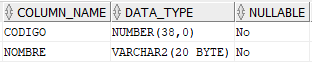 COLUMN_NAME DATA_TYPE NULLABLE
CODIGO NUMBER(38,0) No
NOMBRE VARCHAR2(20 BYTE) No